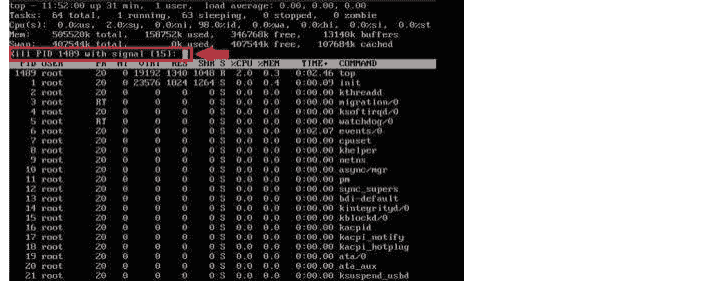 top - 11:52:00 up 31 min, 1 user, load average: 0.00, 0.00, 0.00
Tasks: 64 total, 1 running, 63 sleeping, 0 stopped, 0 zombie
Cpu(s): 0.0%us, 2.0%sy, 0.0%ni, 98.0%id, 0.0%wa, 0.0%hi, 0.0%si, 0.0%st
Mem: 505528k total, 158752k used, 346768k free, 13140k buffers
Swap: 407544k total, 0k used, 407544k free, 107684k cached
Kill PID 1489 with signal [15]:
PID USER PR NI VIRT RES SHR S %CPU %MEM TIME+ COMMAND
1489 root 20 0 19192 1340 1048 R 2.0 0.3 0:02.46 top
1 root 20 0 23576 1824 1264 S 0.0 0.4 0:00.09 init
2 root 20 0 0 0 0 S 0.0 0.0 0:00.00 kthreadd
3 root RT 0 0 0 0 S 0.0 0.0 0:00.00 migration/0
4 root 20 0 0 0 0 S 0.0 0.0 0:00.00 ksoftirqd/0
5 root RT 0 0 0 0 S 0.0 0.0 0:00.00 watchdog/0
6 root 20 0 0 0 0 S 0.0 0.0 0:02.07 events/0
7 root 20 0 0 0 0 S 0.0 0.0 0:00.00 cpuset
8 root 20 0 0 0 0 S 0.0 0.0 0:00.00 khelper
9 root 20 0 0 0 0 S 0.0 0.0 0:00.00 netns
10 root 20 0 0 0 0 S 0.0 0.0 0:00.00 async/mgr
11 root 20 0 0 0 0 S 0.0 0.0 0:00.00 pm
12 root 20 0 0 0 0 S 0.0 0.0 0:00.00 sync_supers
13 root 20 0 0 0 0 S 0.0 0.0 0:00.00 bdi-default
14 root 20 0 0 0 0 S 0.0 0.0 0:00.00 kintegrityd/0
15 root 20 0 0 0 0 S 0.0 0.0 0:00.00 kblockd/0
16 root 20 0 0 0 0 S 0.0 0.0 0:00.00 kacpid
17 root 20 0 0 0 0 S 0.0 0.0 0:00.00 kacpi_notify
18 root 20 0 0 0 0 S 0.0 0.0 0:00.00 kacpi_hotplug
19 root 20 0 0 0 0 S 0.0 0.0 0:00.00 ata/0
20 root 20 0 0 0 0 S 0.0 0.0 0:00.00 ata_aux
21 root 20 0 0 0 0 S 0.0 0.0 0:00.00 ksuspend_usbd